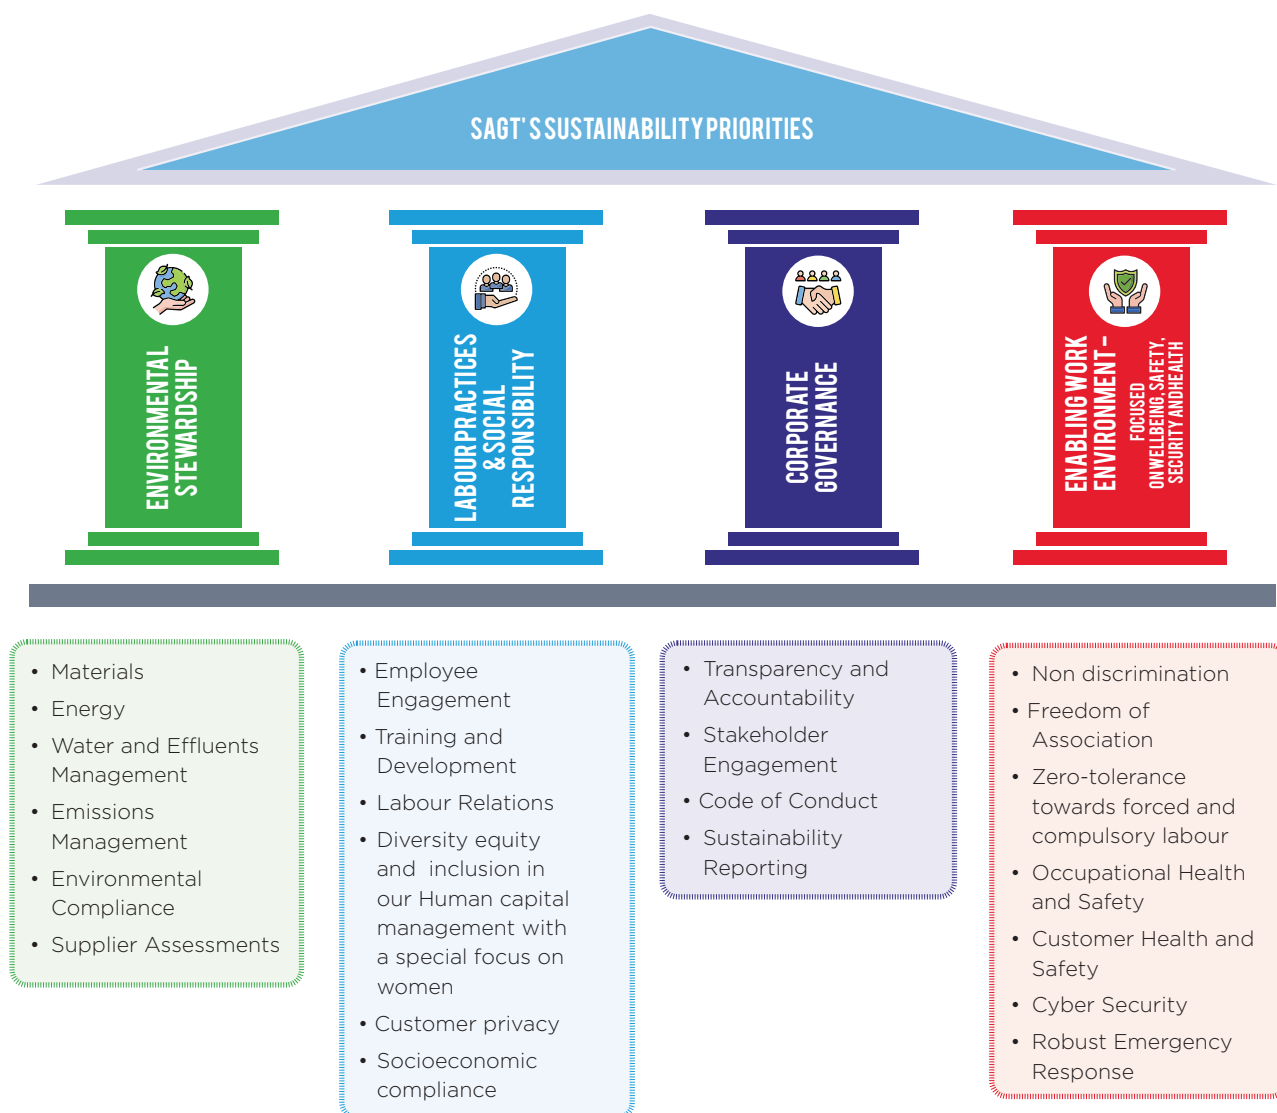 SAGT'S SUSTAINABILITY PRIORITIES
ENVIRONMENTAL
STEWARDSHIP
LABOUR PRACTICES
& SOCIAL
RESPONSIBILITY
CORPORATE
GOVERNANCE
ENABLING WORK
ENVIRONMENT –
FOCUSED
ON WELLBEING, SAFETY,
SECURITY AND HEALTH
• Materials
• Energy
• Water and Effluents
Management
• Emissions
Management
• Environmental
Compliance
• Supplier Assessments
• Employee
Engagement
• Training and
Development
• Labour Relations
• Diversity equity
and inclusion in
our Human capital
management with
a special focus on
women
• Customer privacy
• Socioeconomic
compliance
• Transparency and
Accountability
• Stakeholder
Engagement
• Code of Conduct
• Sustainability
Reporting
• Non discrimination
• Freedom of
Association
• Zero-tolerance
towards forced and
compulsory labour
• Occupational Health
and Safety
• Customer Health and
Safety
• Cyber Security
• Robust Emergency
Response